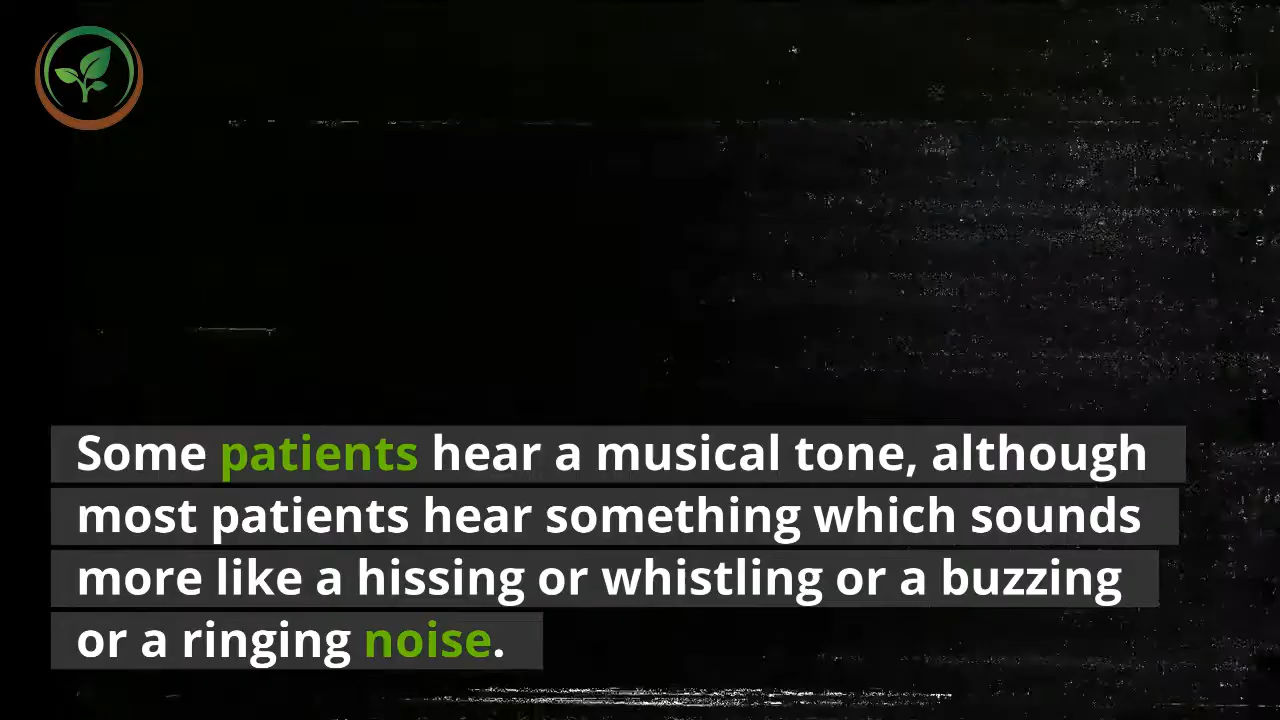 Some patients hear a musical tone, although
most patients hear something which sounds
more like a hissing or whistling or a buzzing
or a ringing noise.